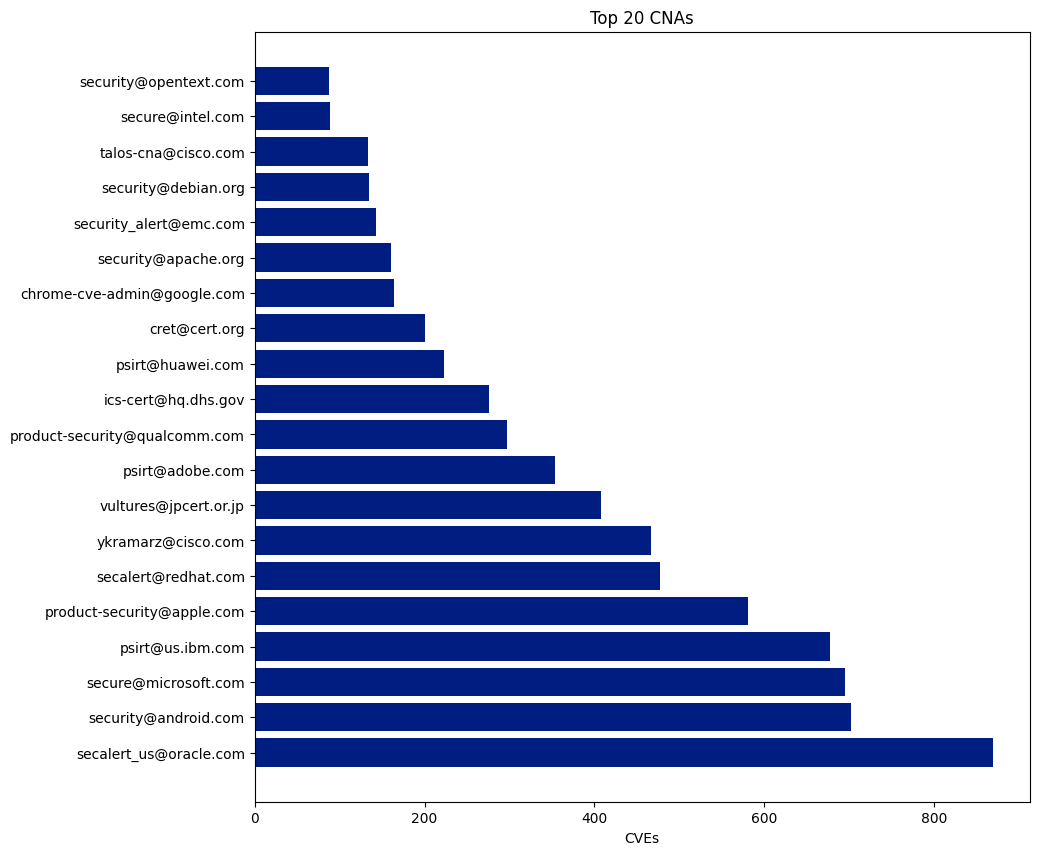 Top 20 CNAs
security@opentext.com
secure@intel.com
talos-cna@cisco.com
security@debian.org
security_alert@emc.com
security@apache.org
chrome-cve-admin@google.com
cret@cert.org
psirt@huawei.com
ics-cert@hq.dhs.gov
product-security@qualcomm.com
psirt@adobe.com
vultures@jpcert.or.jp
ykramarz@cisco.com
secalert@redhat.com
product-security@apple.com
psirt@us.ibm.com
secure@microsoft.com
security@android.com
secalert_us@oracle.com
0 200 400 600 800
CVEs